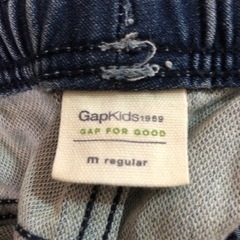 GapKids 1969
GAP FOR GOOD
m regular